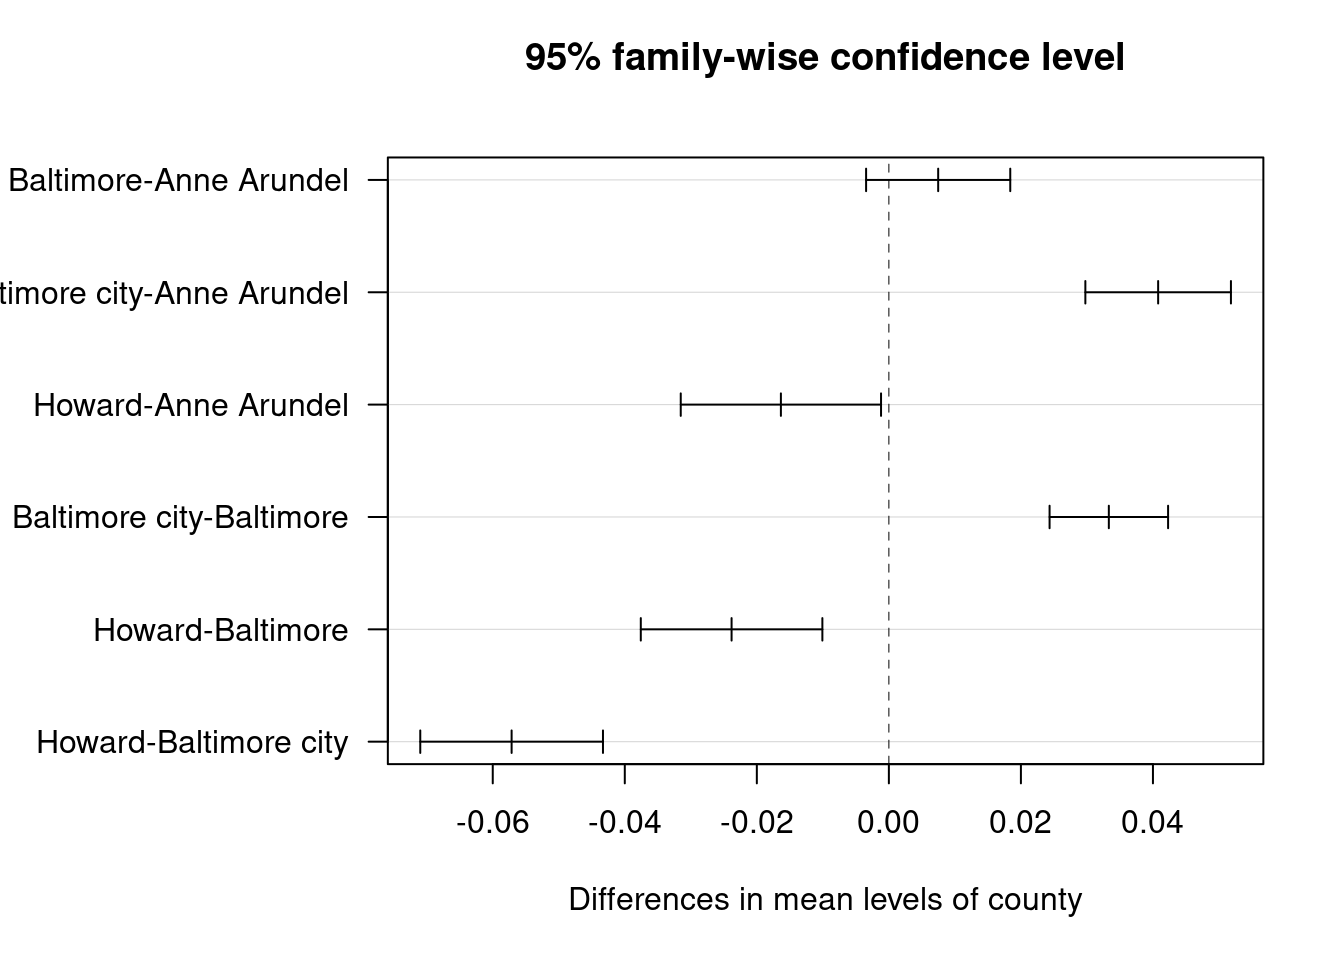 95% family-wise confidence level
Baltimore-Anne Arundel
timore city-Anne Arundel
Howard-Anne Arundel
Baltimore city-Baltimore
Howard-Baltimore
Howard-Baltimore city
-0.06 -0.04 -0.02 0.00 0.02 0.04
Differences in mean levels of county